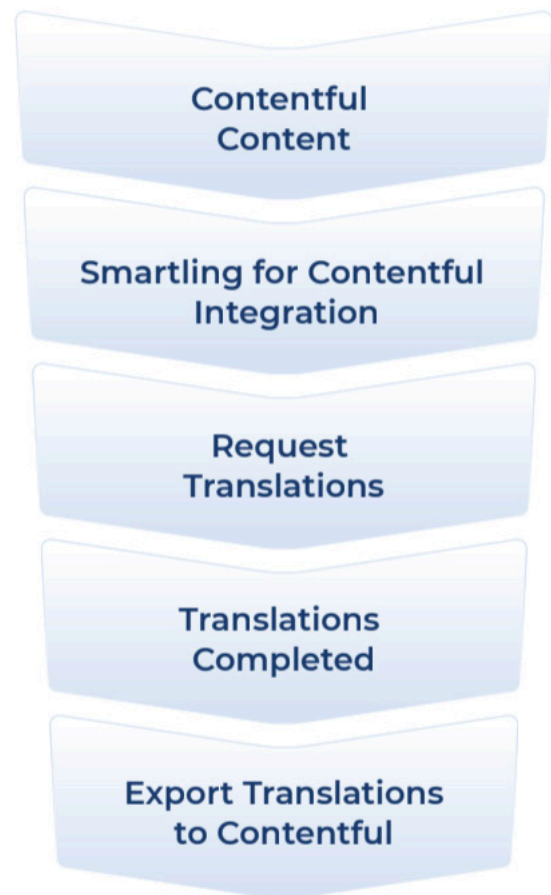 Contentful
Content
Smartling for Contentful
Integration
Request
Translations
Translations
Completed
Export Translations
to Contentful